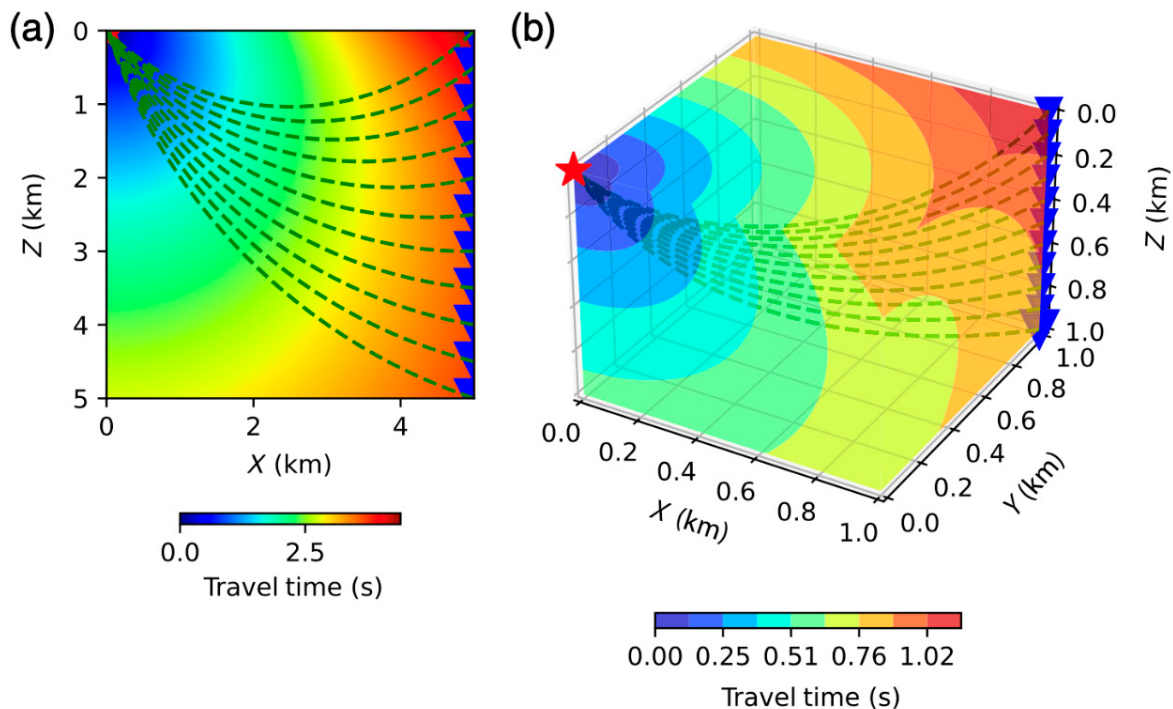 (a)
0
1
2
3
4
5
Z (km)
0 2 4
X (km)
0.0 2.5
Travel time (s)
(b)
0.0
0.2
0.4
0.6
0.8
1.0
Z (km)
0.0 0.2 0.4 0.6 0.8 1.0
X (km)
0.0 0.2 0.4 0.6 0.8 1.0
Y (km)
0.00 0.25 0.51 0.76 1.02
Travel time (s)